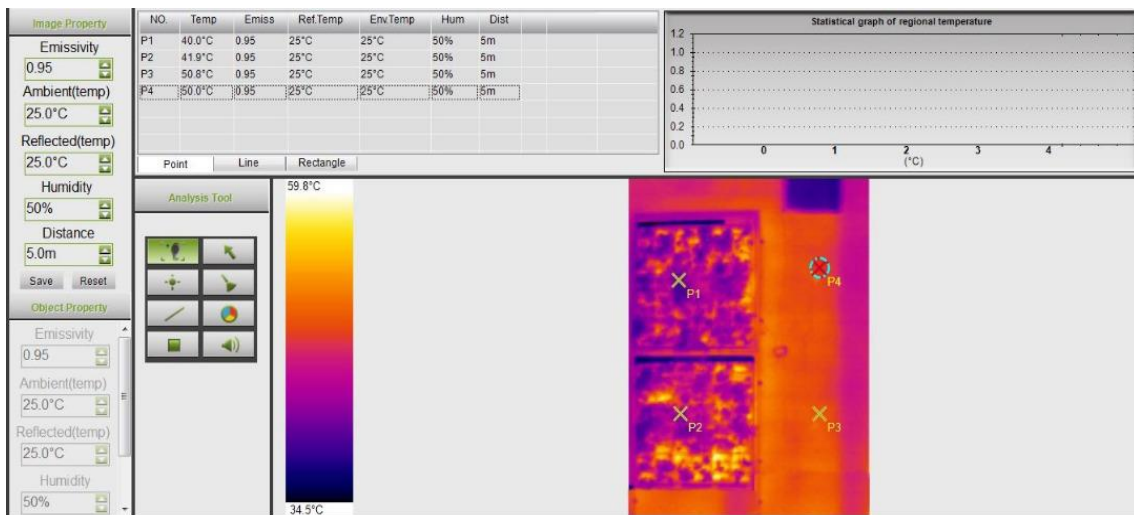 Image Property
Emissivity
0.95
Ambient(temp)
25.0°C
Reflected(temp)
25.0°C
Humidity
50%
Distance
5.0m
Save Reset
Object Property
Emissivity
0.95
Ambient(temp)
25.0°C
Reflected(temp)
25.0°C
Humidity
50%
NO. Temp Emiss Ref.Temp Env.Temp Hum Dist
P1 40.0°C 0.95 25°C 25°C 50% 5m
P2 41.9°C 0.95 25°C 25°C 50% 5m
P3 50.8°C 0.95 25°C 25°C 50% 5m
P4 50.0°C 0.95 25°C 25°C 50% 5m
Point Line Rectangle
Statistical graph of regional temperature
1.2
1.0
0.8
0.6
0.4
0.2
0.0
0 1 2 3 4
(°C)
Analysis Tool
59.8°C
34.5°C
P1
P4
P2
P3